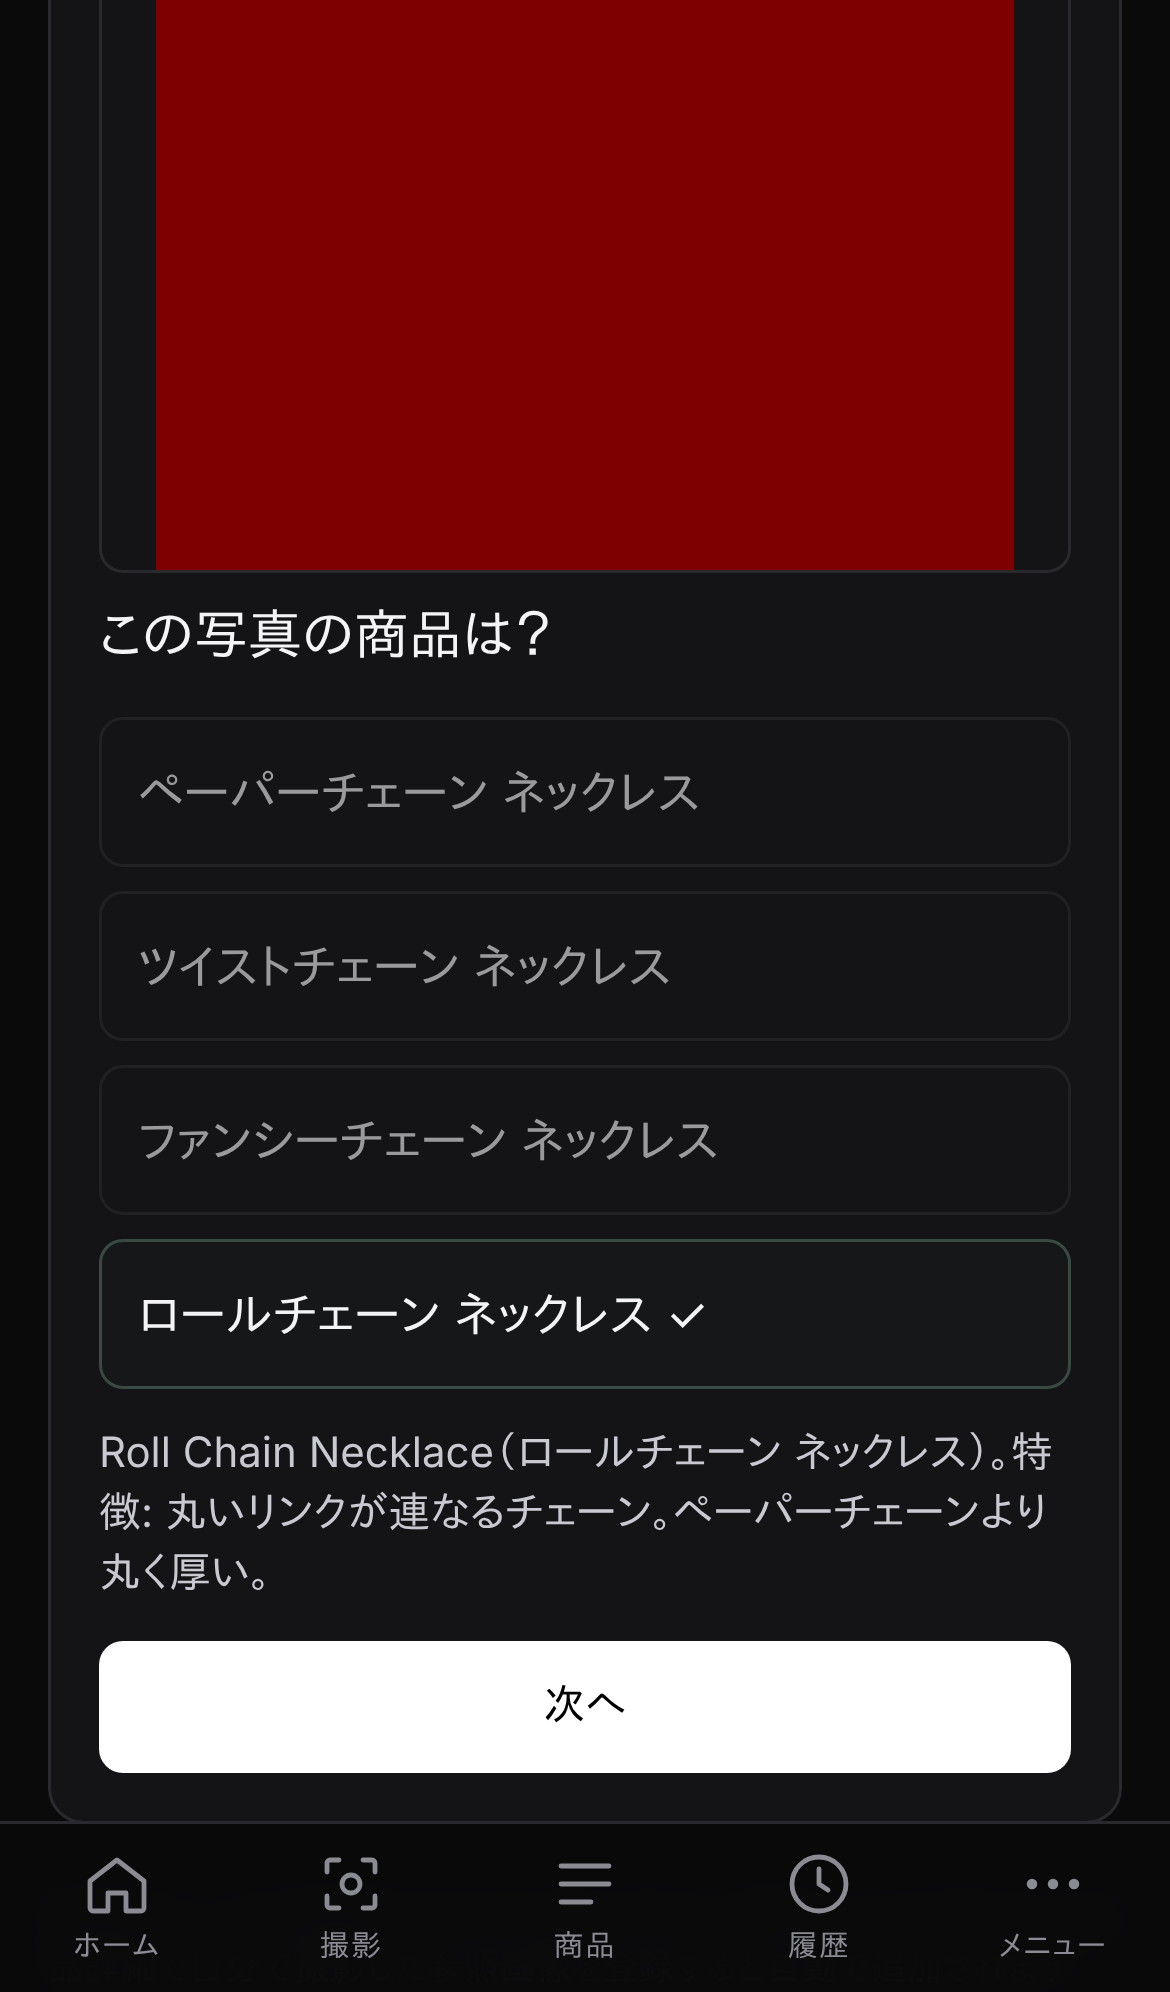 この写真の商品は？
ペーパーチェーン ネックレス
ツイストチェーン ネックレス
ファンシーチェーン ネックレス
ロールチェーン ネックレス ✓
Roll Chain Necklace（ロールチェーン ネックレス）。特
徴: 丸いリンクが連なるチェーン。ペーパーチェーンより
丸く厚い。
次へ
ホーム 撮影 商品 履歴 メニュー